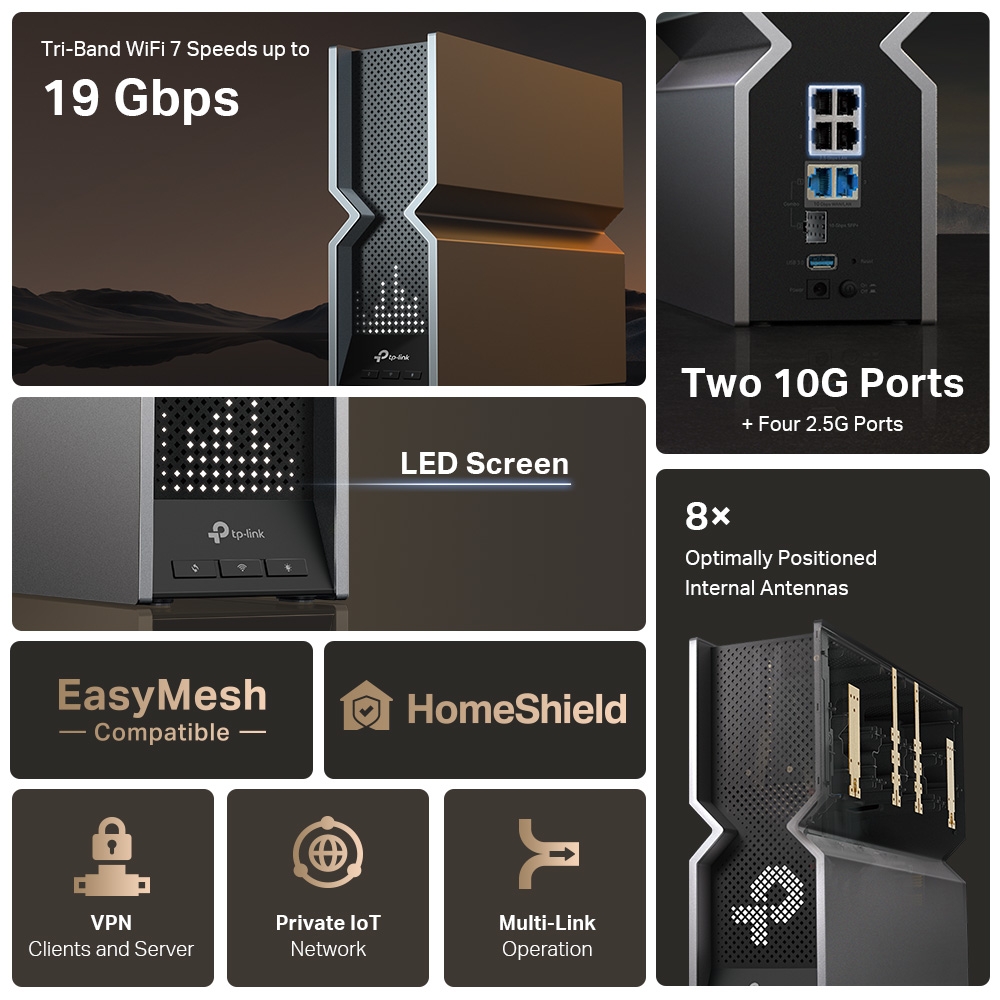 Tri-Band WiFi 7 Speeds up to
19 Gbps
tp-link
Two 10G Ports
+ Four 2.5G Ports
LED Screen
tp-link
8×
Optimally Positioned
Internal Antennas
EasyMesh
Compatible
HomeShield
VPN
Clients and Server
Private IoT
Network
Multi-Link
Operation